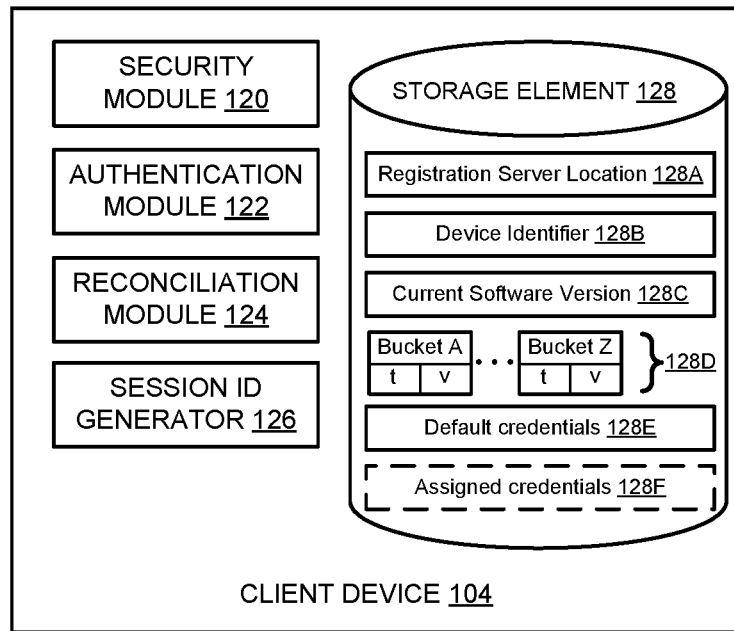 SECURITY
MODULE 120
AUTHENTICATION
MODULE 122
RECONCILIATION
MODULE 124
SESSION ID
GENERATOR 126
STORAGE ELEMENT 128
Registration Server Location 128A
Device Identifier 128B
Current Software Version 128C
Bucket A ••• Bucket Z
t v t v
128D
Default credentials 128E
Assigned credentials 128F
CLIENT DEVICE 104